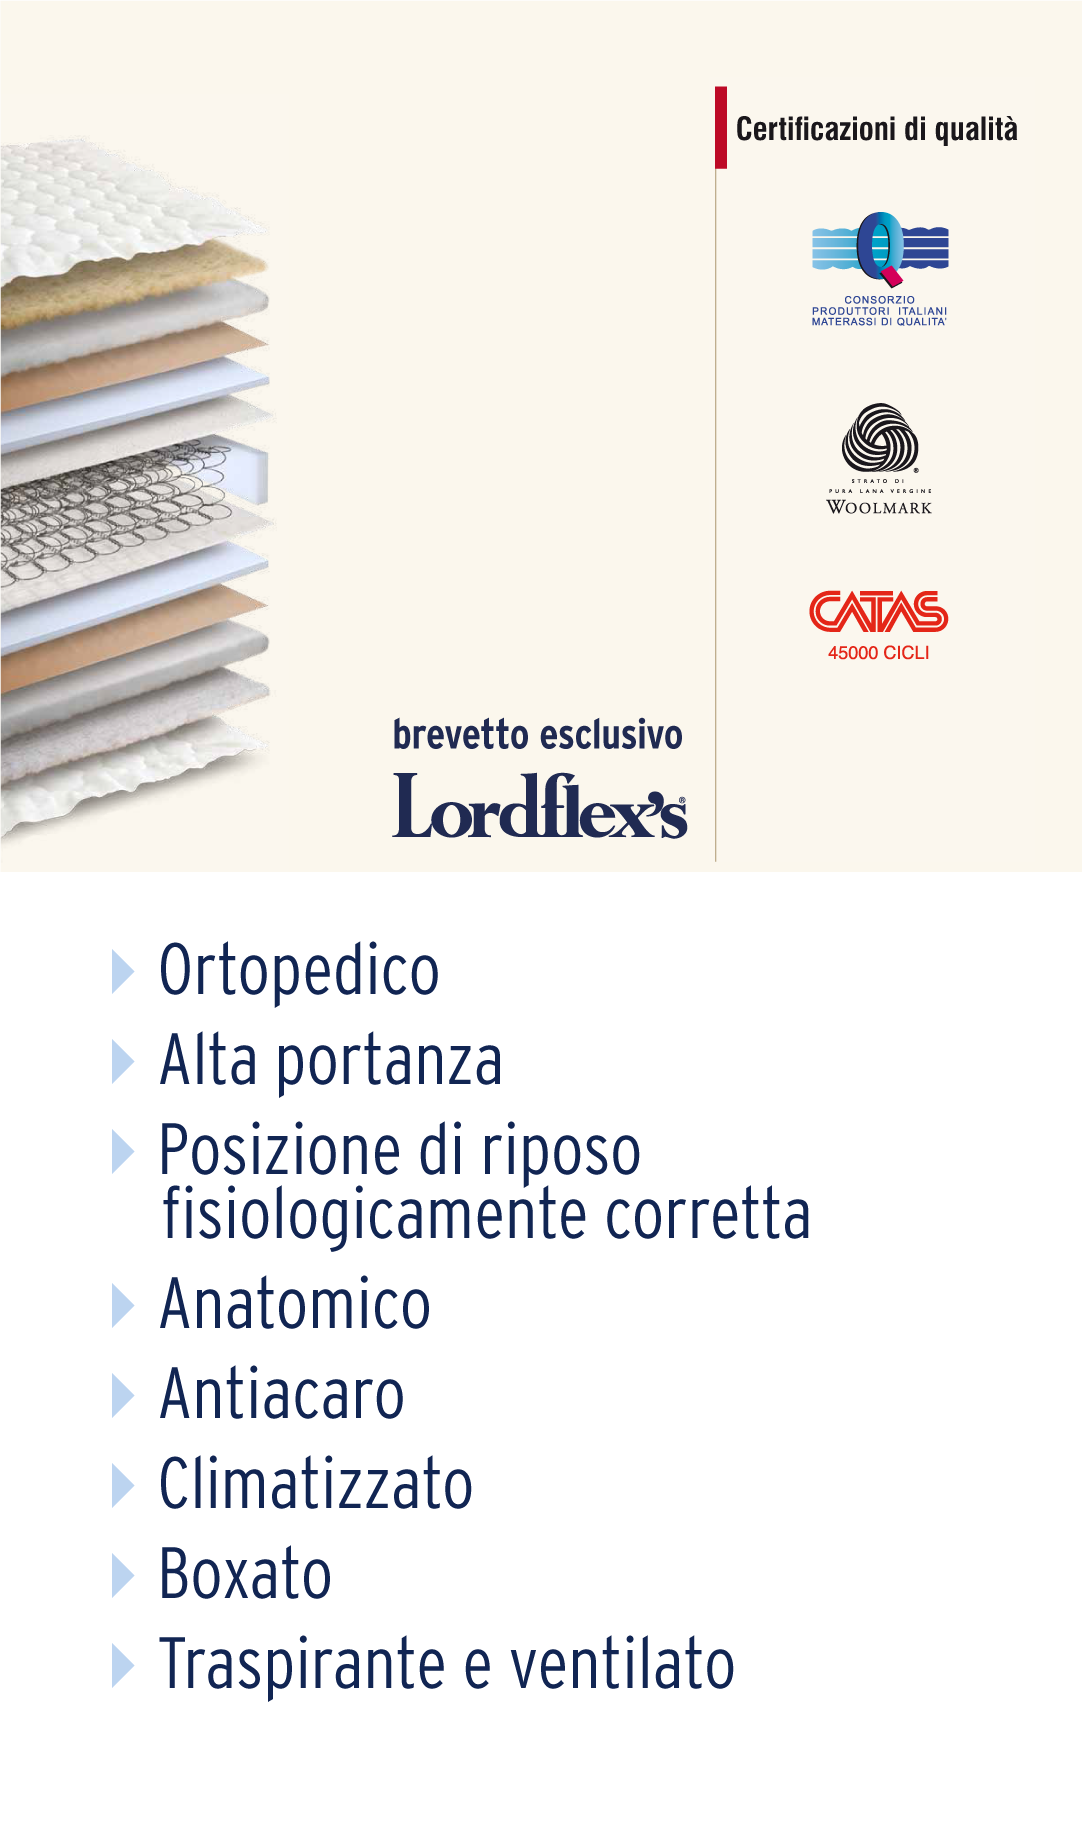 Certificazioni di qualità
CONSORZIO
PRODUTTORI ITALIANI
MATERASSI DI QUALITA'
STRATO DI
PURA LANA VERGINE
WOOLMARK
CATAS
45000 CICLI
brevetto esclusivo
Lordflex's®
Ortopedico
Alta portanza
Posizione di riposo
fisiologicamente corretta
Anatomico
Antiacaro
Climatizzato
Boxato
Traspirante e ventilato